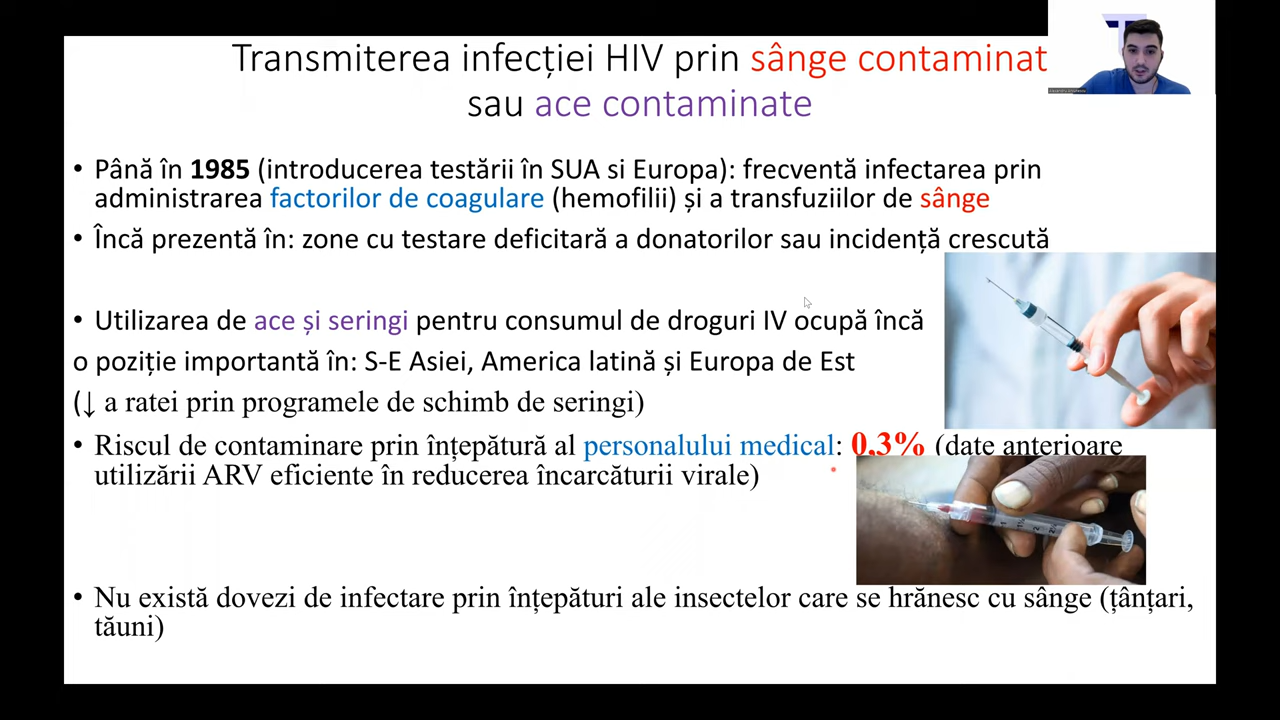 Transmiterea infecției HIV prin sânge contaminat
sau ace contaminate
• Până în 1985 (introducerea testării în SUA si Europa): frecventă infectarea prin
administrarea factorilor de coagulare (hemofilii) și a transfuziilor de sânge
• Încă prezentă în: zone cu testare deficitară a donatorilor sau incidență crescută
• Utilizarea de ace și seringi pentru consumul de droguri IV ocupă încă
o poziție importantă în: S-E Asiei, America latină și Europa de Est
(↓ a ratei prin programele de schimb de seringi)
• Riscul de contaminare prin înțepătură al personalului medical: 0,3% (date anterioare
utilizării ARV eficiente în reducerea încarcăturii virale)
• Nu există dovezi de infectare prin înțepături ale insectelor care se hrănesc cu sânge (țânțari,
tăuni)